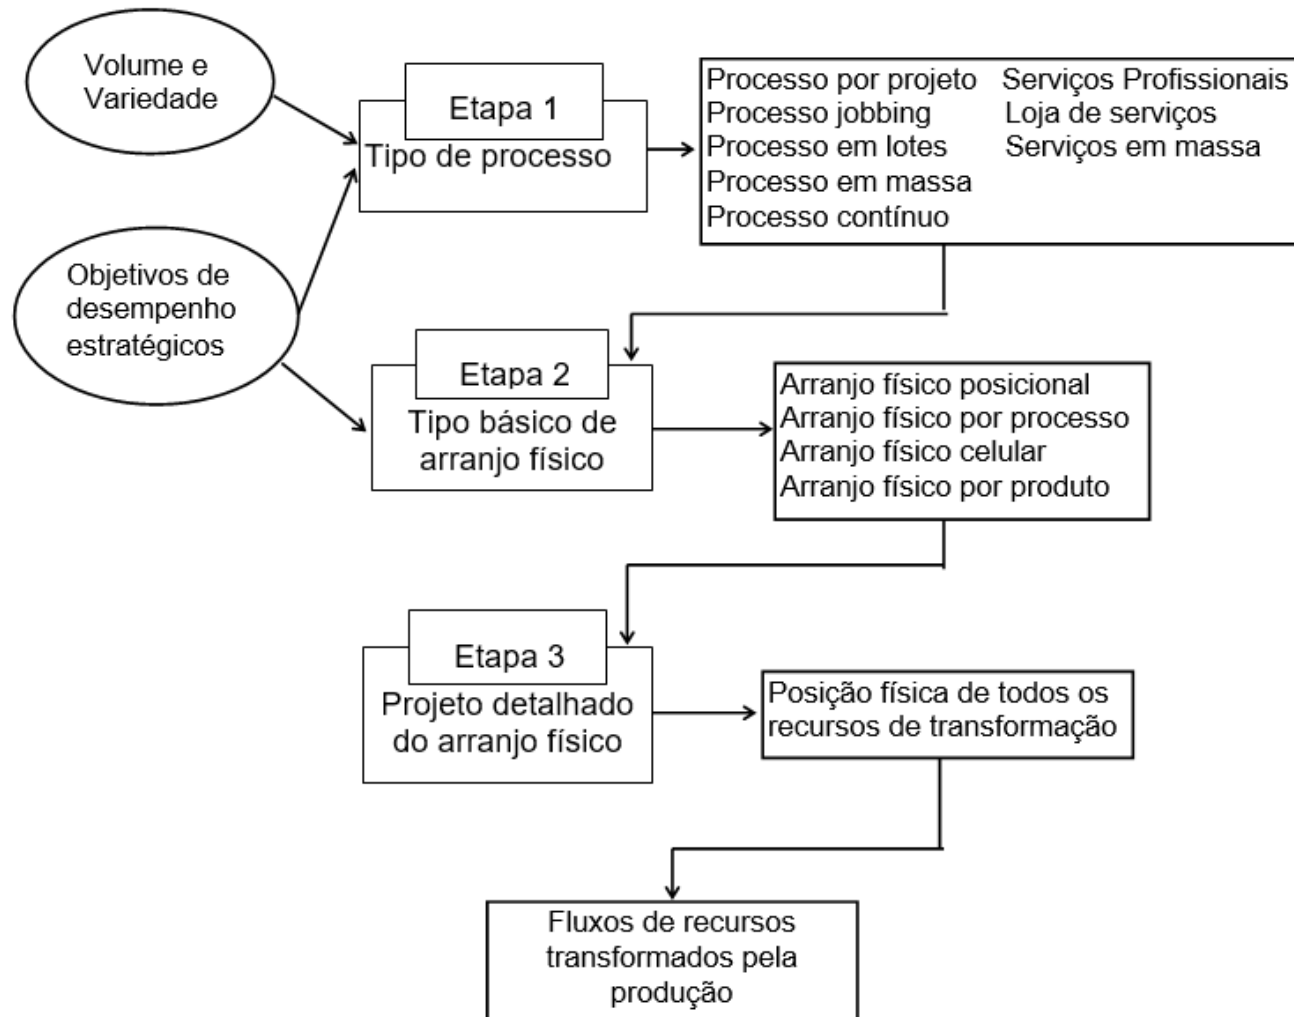 Volume e
Variedade
Etapa 1
Tipo de processo
Processo por projeto Serviços Profissionais
Processo jobbing Loja de serviços
Processo em lotes Serviços em massa
Processo em massa
Processo contínuo
Objetivos de
desempenho
estratégicos
Etapa 2
Tipo básico de
arranjo físico
Arranjo físico posicional
Arranjo físico por processo
Arranjo físico celular
Arranjo físico por produto
Etapa 3
Projeto detalhado
do arranjo físico
Posição física de todos os
recursos de transformação
Fluxos de recursos
transformados pela
produção